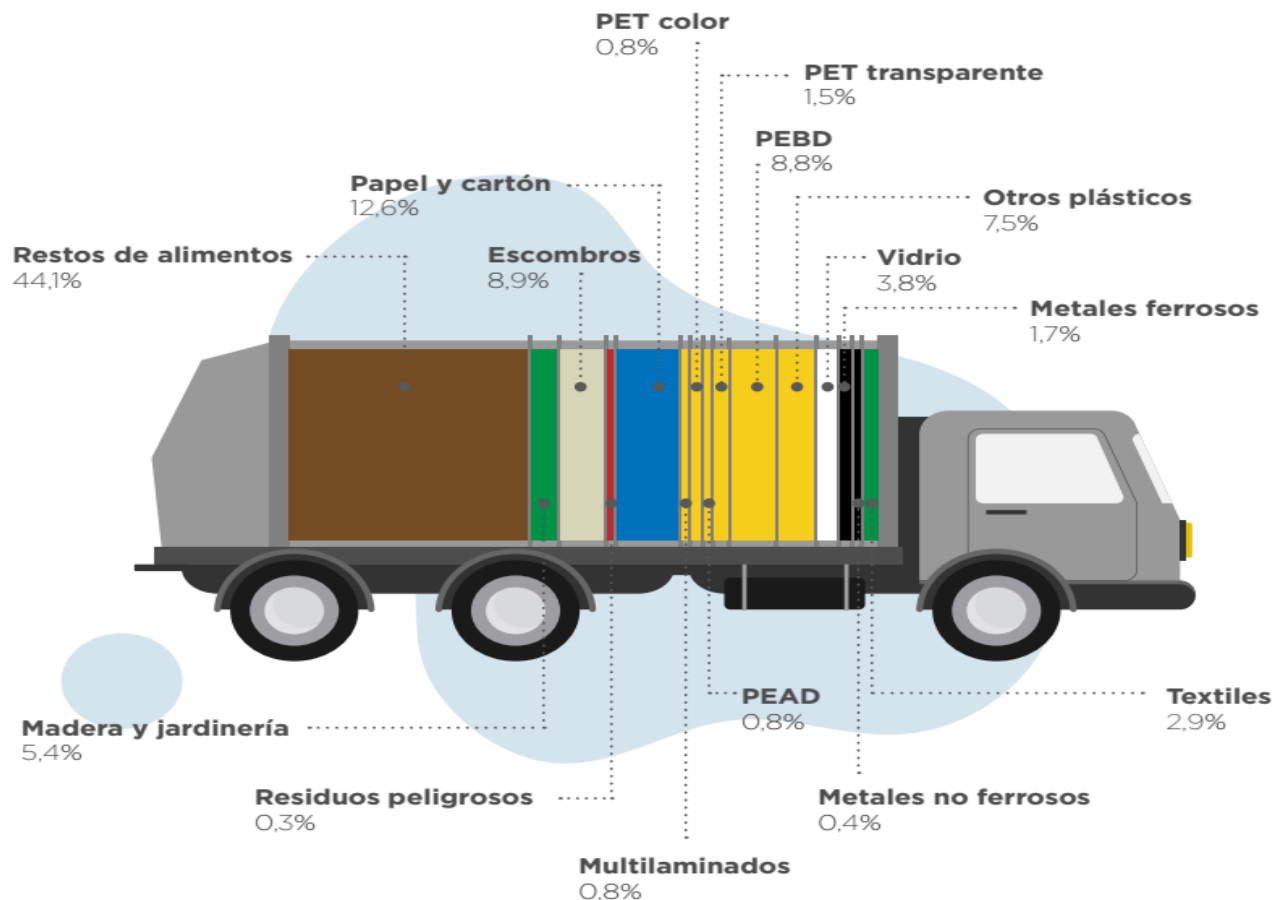 PET color
0,8%
PET transparente
1,5%
PEBD
8,8%
Papel y cartón
12,6%
Otros plásticos
7,5%
Restos de alimentos
44,1%
Escombros
8,9%
Vidrio
3,8%
Metales ferrosos
1,7%
PEAD
0,8%
Textiles
2,9%
Madera y jardinería
5,4%
Residuos peligrosos
0,3%
Metales no ferrosos
0,4%
Multilaminados
0,8%